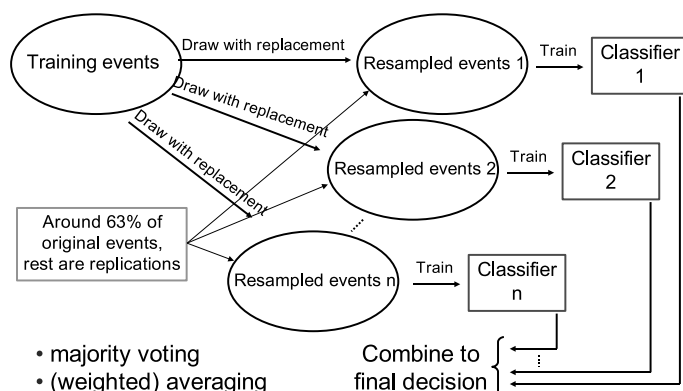 Training events
Draw with replacement
Resampled events 1
Train
Classifier
1
Draw with replacement
Resampled events 2
Train
Classifier
2
Draw with replacement
Around 63% of
original events,
rest are replications
Resampled events n
Train
Classifier
n
• majority voting
• (weighted) averaging
Combine to
final decision